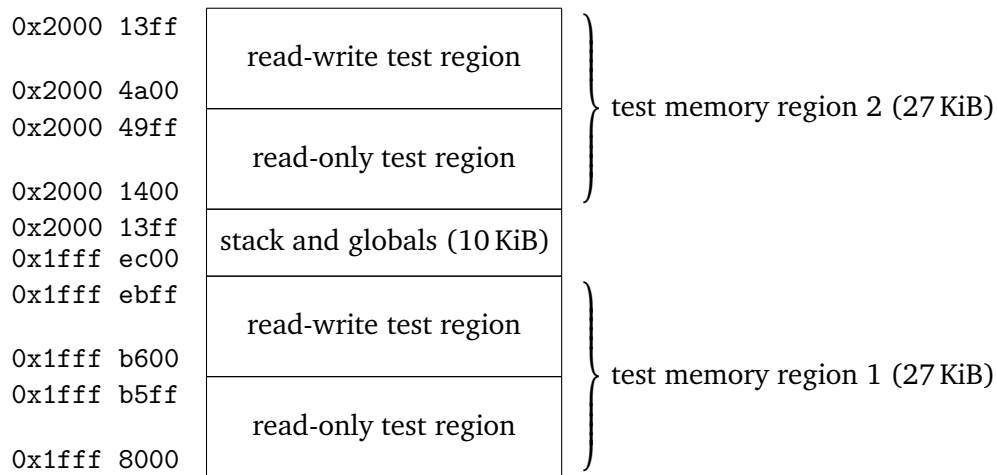 0x2000 13ff
read-write test region
0x2000 4a00
test memory region 2 (27 KiB)
0x2000 49ff
read-only test region
0x2000 1400
0x2000 13ff
stack and globals (10 KiB)
0x1fff ec00
0x1fff ebff
read-write test region
0x1fff b600
test memory region 1 (27 KiB)
0x1fff b5ff
read-only test region
0x1fff 8000